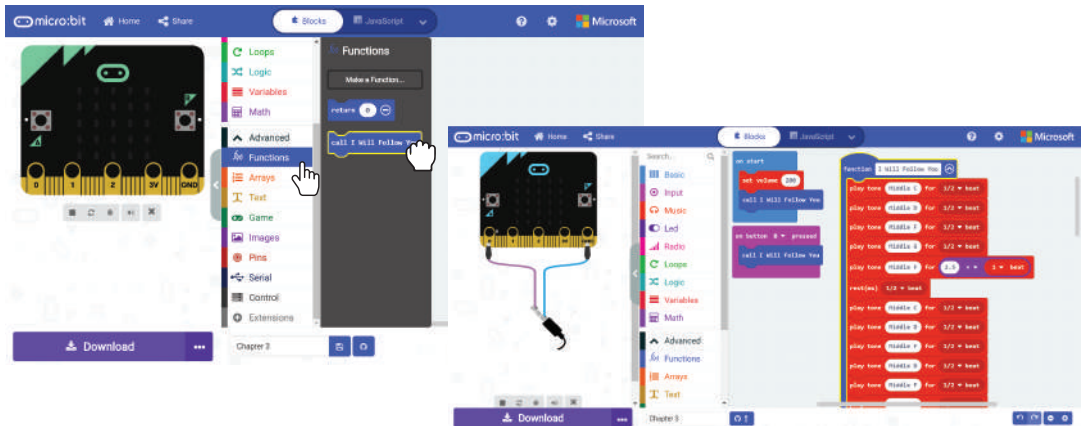 micro:bit Home Share Blocks JavaScript Microsoft
Loops
Logic
Variables
Math
Advanced
Functions
Arrays
Text
Game
Images
Pins
Serial
Control
Extensions
Functions
Make a Function...
return 0
call I Will Follow
0 1 2 3V GND
Download
Chapter 3
micro:bit Home Share Blocks JavaScript Microsoft
Search...
Basic
Input
Music
Led
Radio
Loops
Logic
Variables
Math
Advanced
Functions
Arrays
Text
on start
set volume 200
call I Will Follow You
on button B pressed
call I Will Follow You
function I Will Follow You
play tone Middle C for 1/2 beat
play tone Middle D for 1/2 beat
play tone Middle F for 1/2 beat
play tone Middle G for 1/2 beat
play tone Middle F for 2.5 × 1 beat
rest(ms) 1/2 beat
play tone Middle C for 1/2 beat
play tone Middle D for 1/2 beat
play tone Middle F for 1/2 beat
play tone Middle for 1/2 beat
play tone Middle F for 1/2 beat
play tone for 1/2 beat
Download
Chapter 3